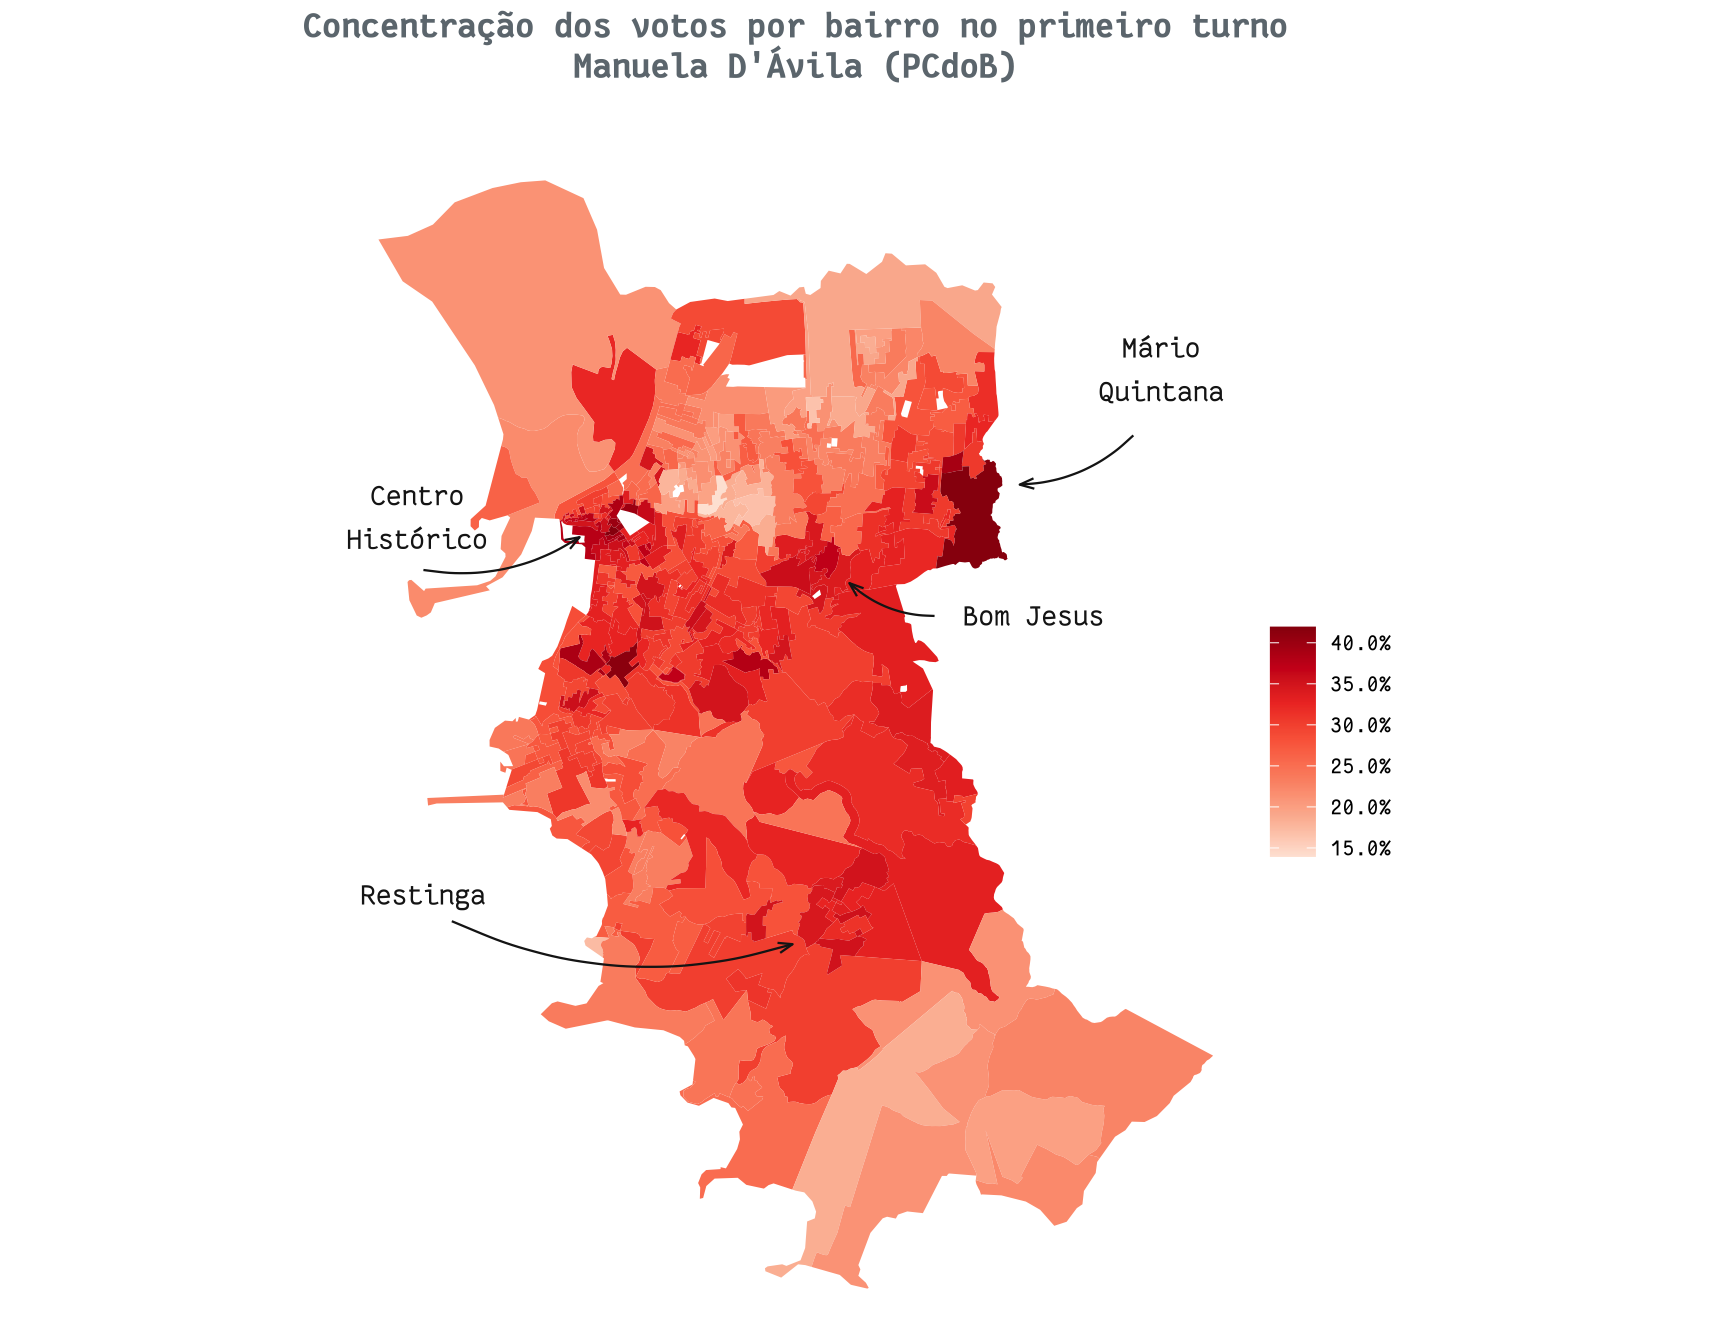 Concentração dos votos por bairro no primeiro turno
Manuela D'Ávila (PCdoB)
Mário
Quintana
Centro
Histórico
Bom Jesus
40.0%
35.0%
30.0%
25.0%
20.0%
15.0%
Restinga